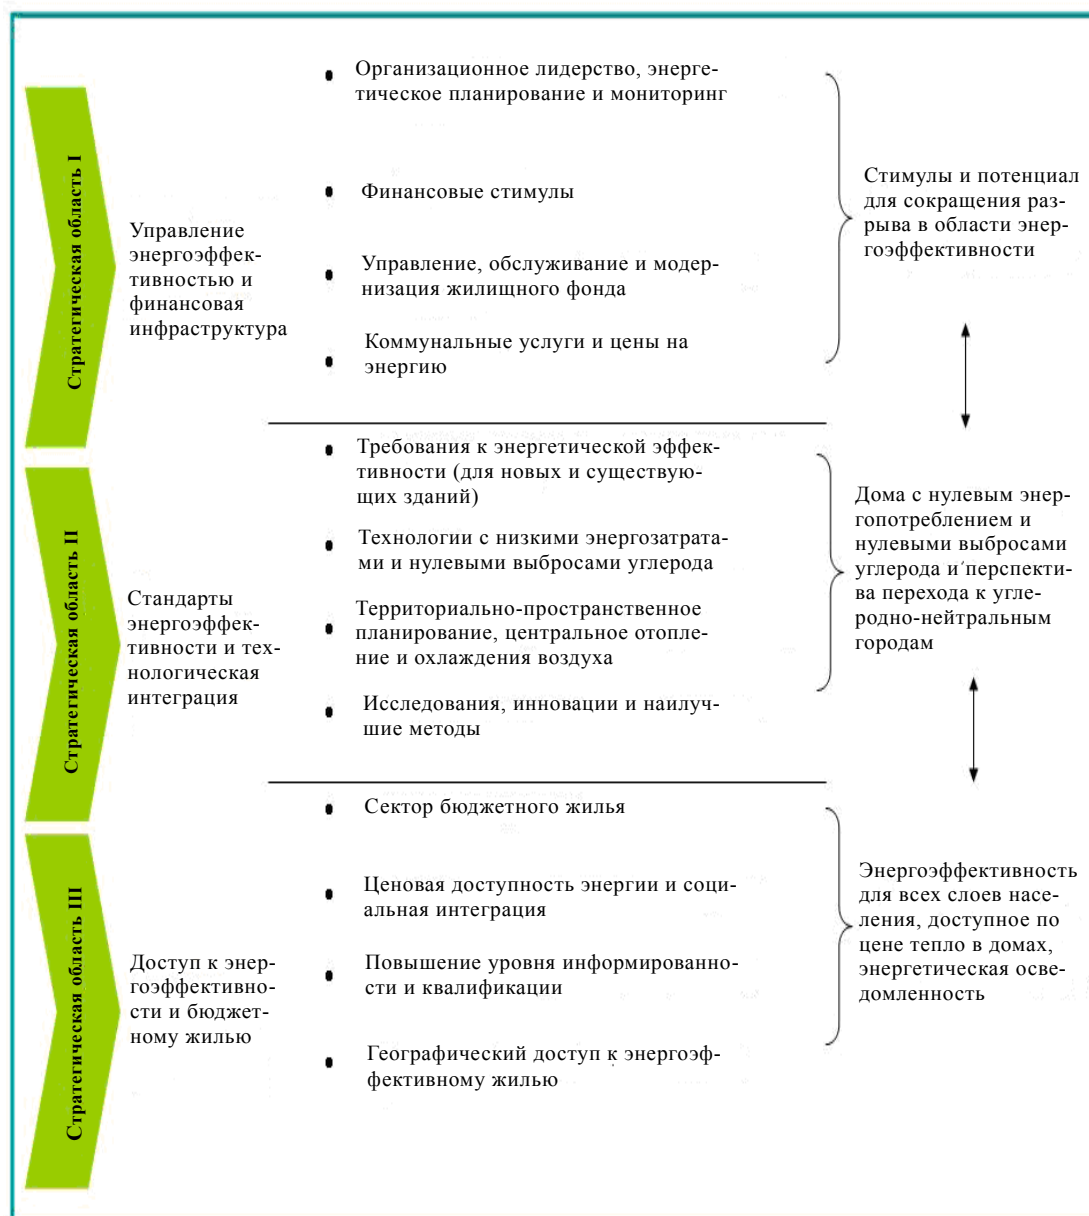 Стратегическая область I
Управление
энергоэффек-
тивностью и
финансовая
инфраструктура
Организационное лидерство, энерге-
тическое планирование и мониторинг
Финансовые стимулы
Управление, обслуживание и модер-
низация жилищного фонда
Коммунальные услуги и цены на
энергию
Стимулы и потенциал
для сокращения раз-
рыва в области энер-
гоэффективности
Стратегическая область II
Стандарты
энергоэффек-
тивности и тех-
нологическая
интеграция
Требования к энергетической эффек-
тивности (для новых и существую-
щих зданий)
Технологии с низкими энергозатрата-
ми и нулевыми выбросами углерода
Территориально-пространственное
планирование, центральное отопле-
ние и охлаждения воздуха
Исследования, инновации и наилуч-
шие методы
Дома с нулевым энер-
гопотреблением и
нулевыми выбросами
углерода и перспекти-
ва перехода к угле-
родно-нейтральным
городам
Стратегическая область III
Доступ к энер-
гоэффективно-
сти и бюджет-
ному жилью
Сектор бюджетного жилья
Ценовая доступность энергии и соци-
альная интеграция
Повышение уровня информированно-
сти и квалификации
Географический доступ к энергоэф-
фективному жилью
Энергоэффективность
для всех слоев насе-
ления, доступное по
цене тепло в домах,
энергетическая осве-
домленность